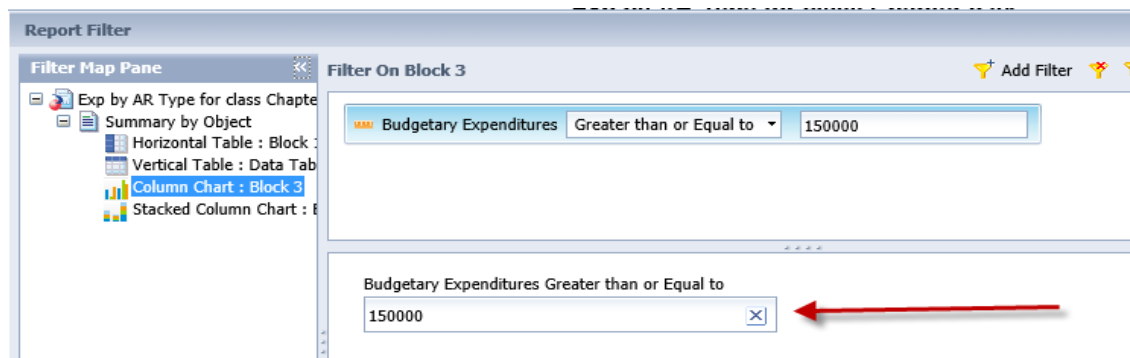 Report Filter
Filter Map Pane
Exp by AR Type for class Chapte
Summary by Object
Horizontal Table : Block
Vertical Table : Data Tab
Column Chart : Block 3
Stacked Column Chart :
Filter On Block 3
Add Filter
Budgetary Expenditures Greater than or Equal to 150000
Budgetary Expenditures Greater than or Equal to
150000